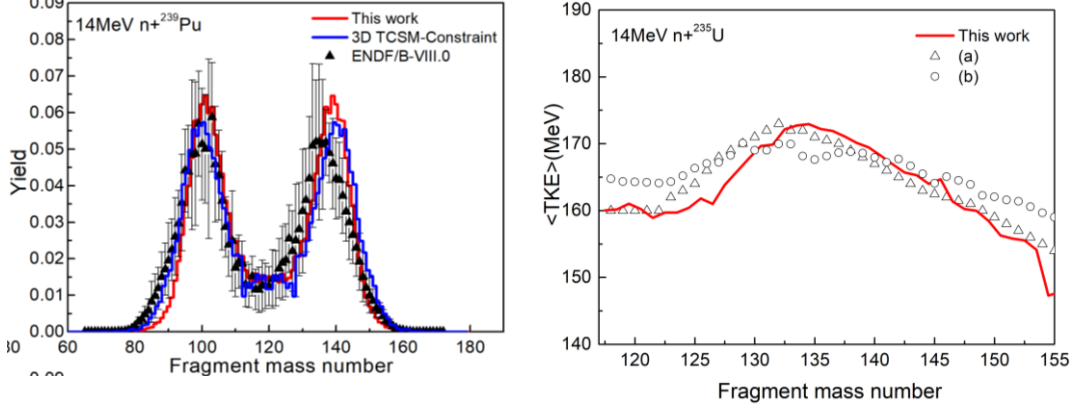 0.09
0.08
0.07
0.06
0.05
0.04
0.03
0.02
0.01
0.00
Yield
14MeV n+²³⁹Pu
This work
3D TCSM-Constraint
ENDF/B-VIII.0
60 80 100 120 140 160 180
Fragment mass number
80
0.09
190
180
170
160
150
140
<TKE>(MeV)
14MeV n+²³⁵U
This work
(a)
(b)
120 125 130 135 140 145 150 155
Fragment mass number